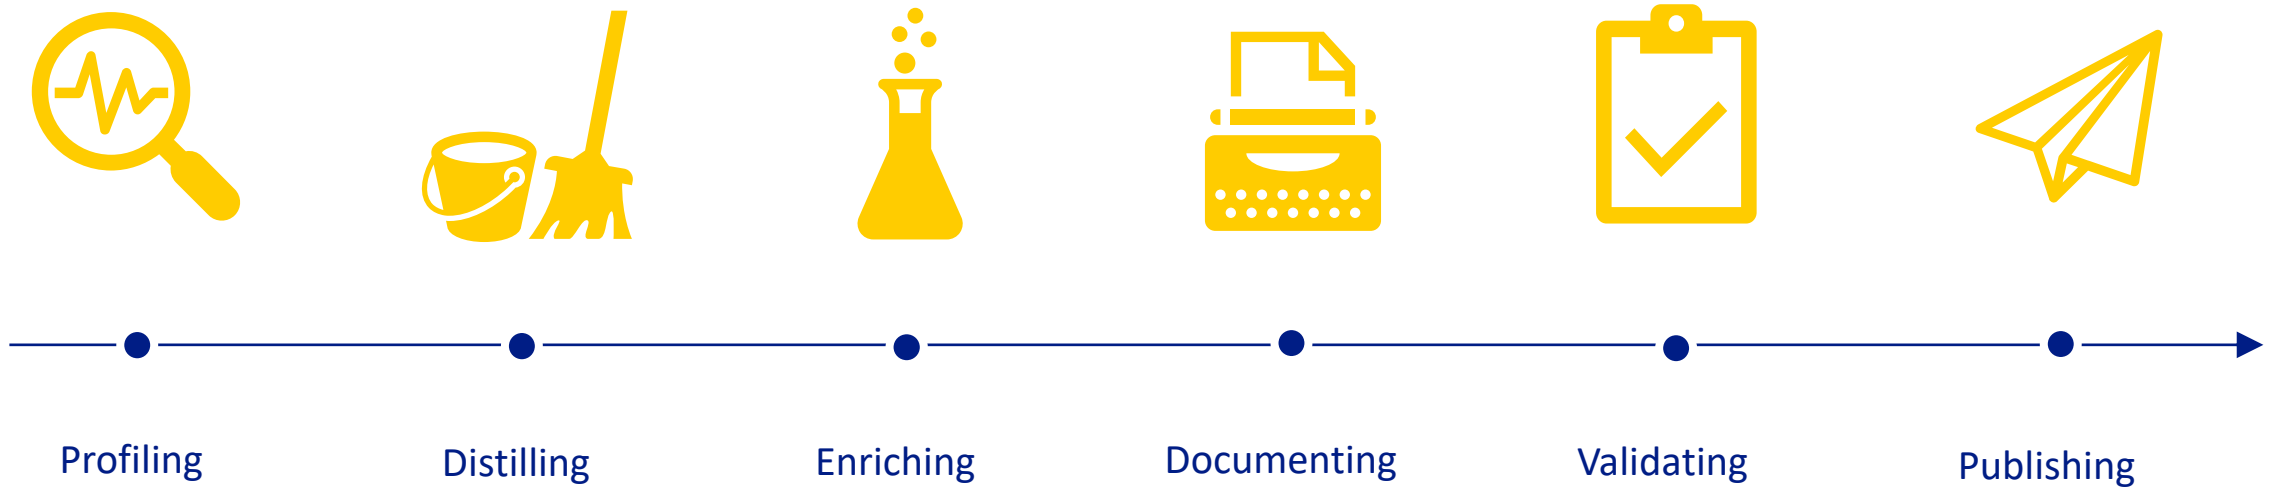 Profiling
Distilling
Enriching
Documenting
Validating
Publishing